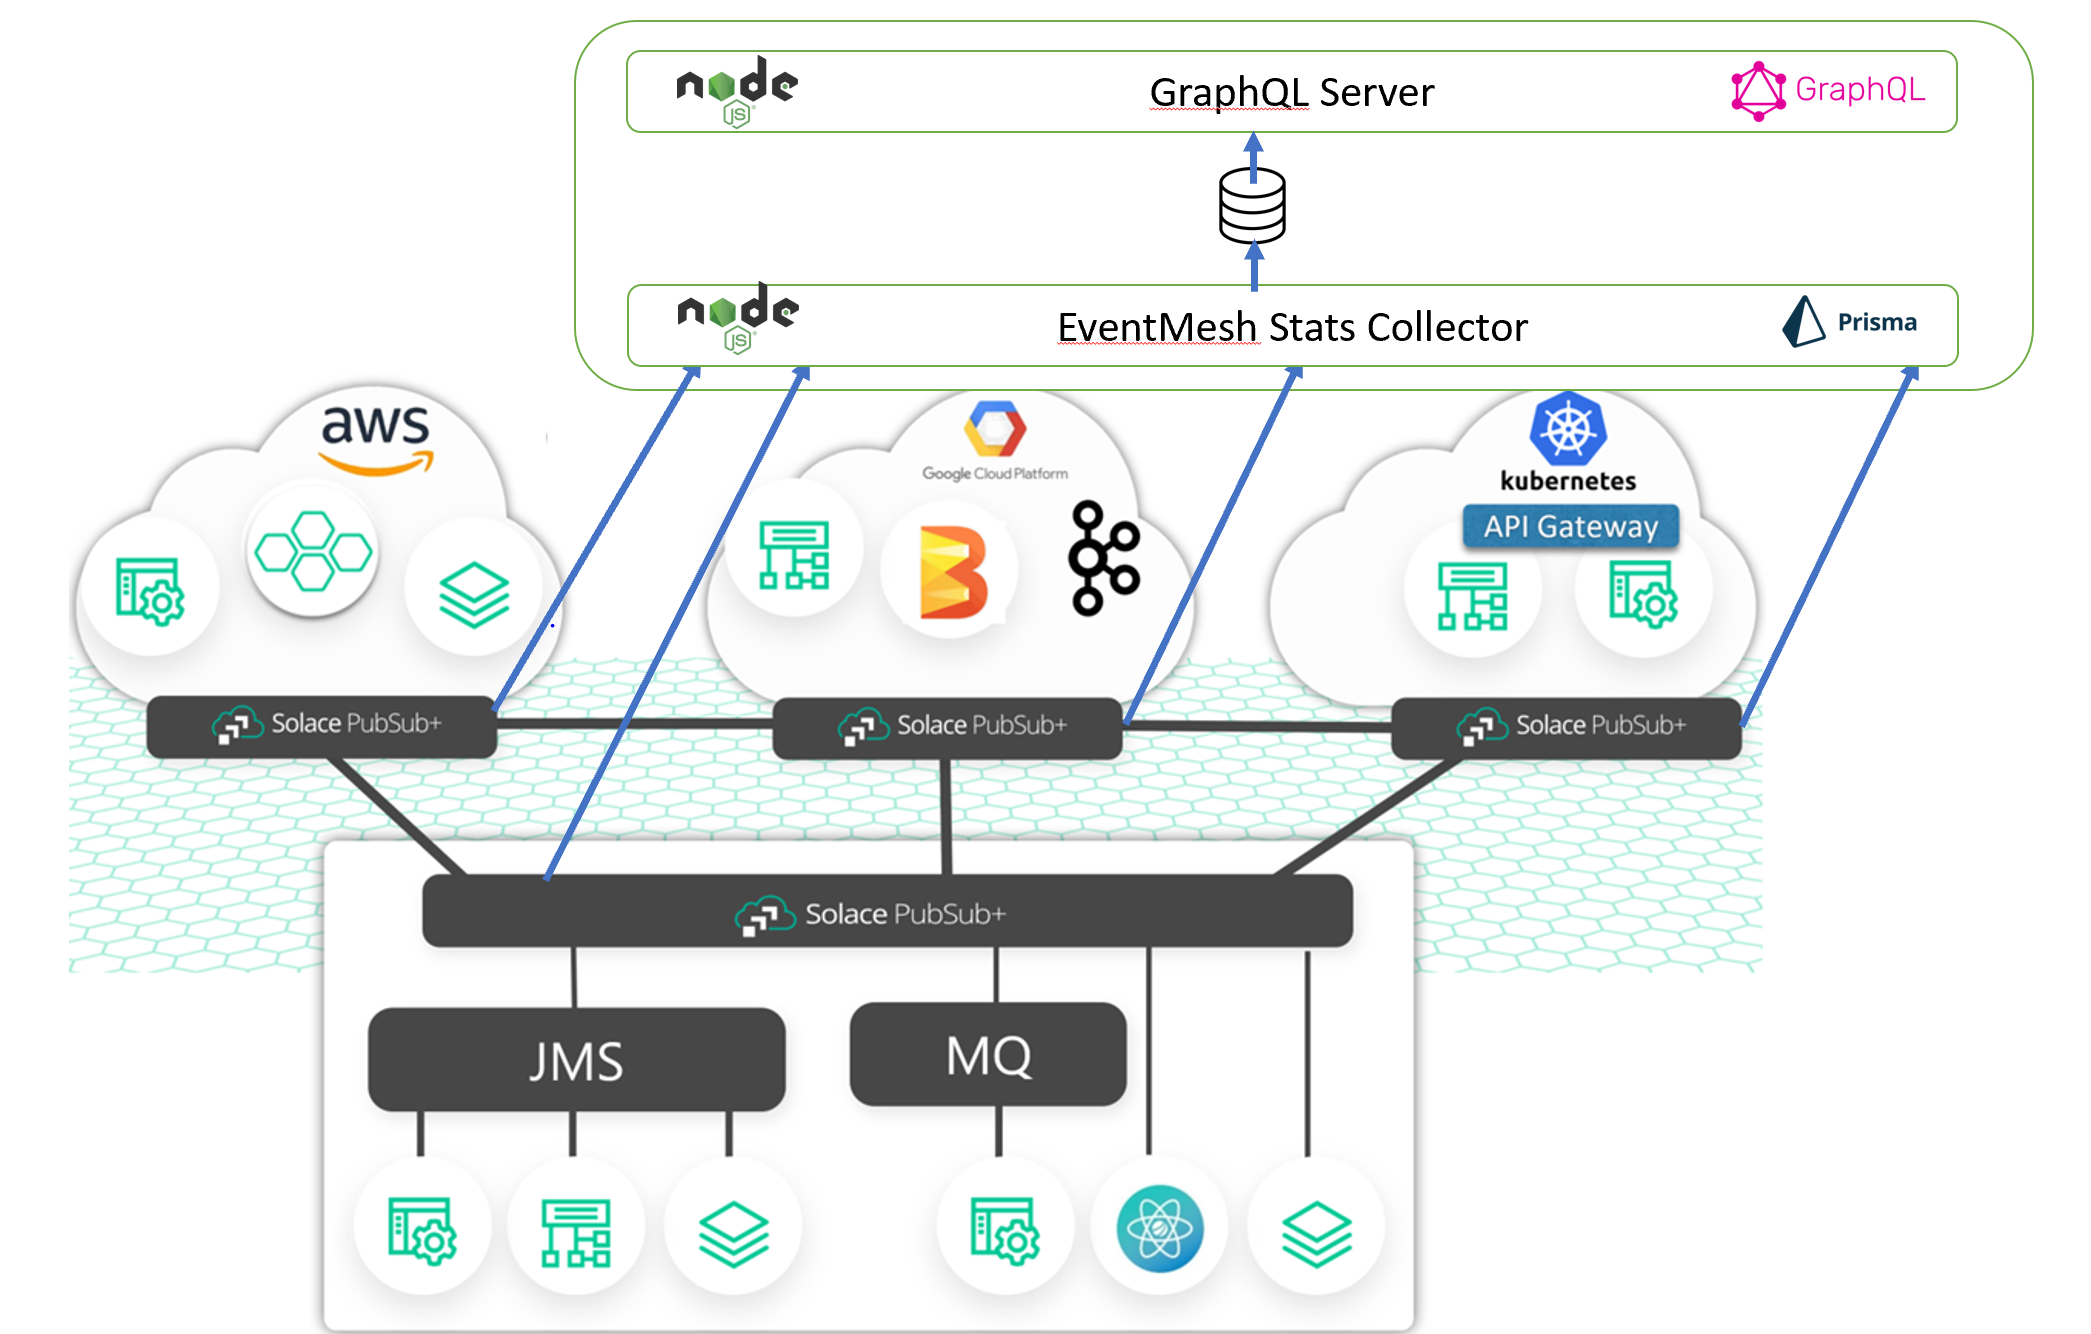 node
JS
GraphQL Server
GraphQL
node
JS
EventMesh Stats Collector
Prisma
aws
Google Cloud Platform
kubernetes
API Gateway
Solace PubSub+
Solace PubSub+
Solace PubSub+
Solace PubSub+
JMS
MQ